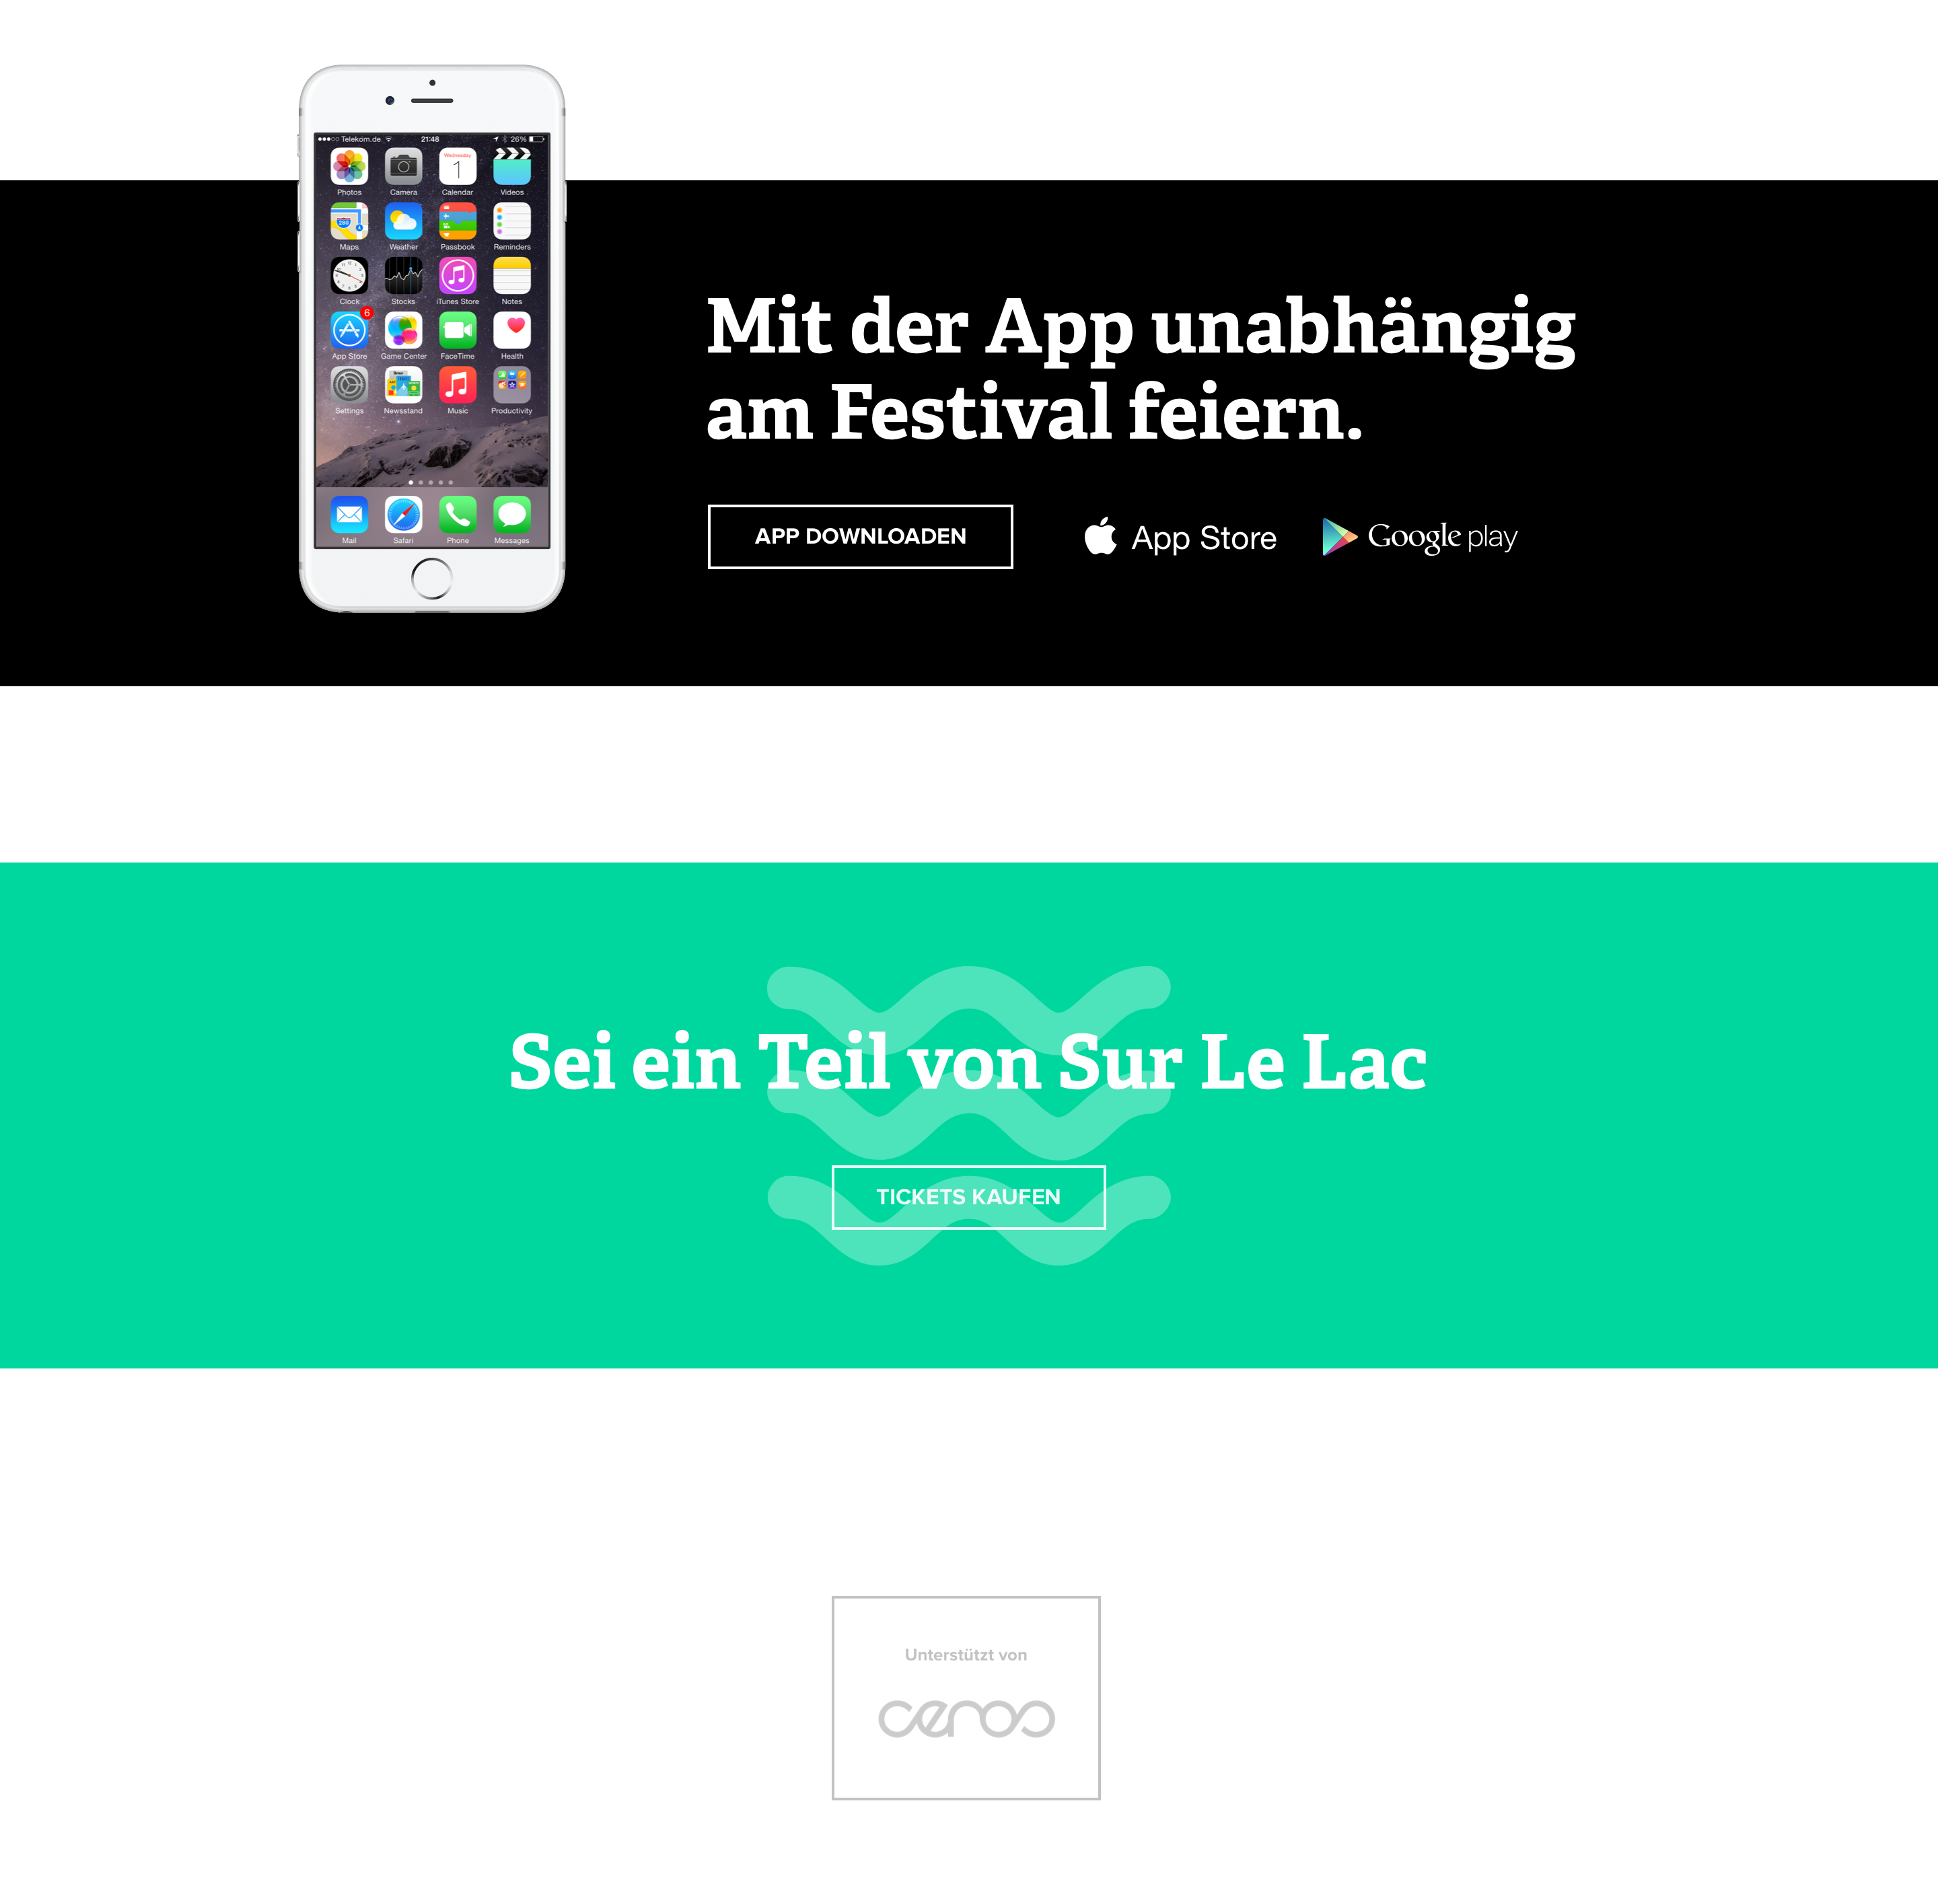 Telekom.de 21:48 26%
Wednesday
1
Photos Camera Calendar Videos
280
Maps Weather Passbook Reminders
Clock Stocks iTunes Store Notes
6
App Store Game Center FaceTime Health
Settings Newsstand Music Productivity
Mail Safari Phone Messages
Mit der App unabhängig
am Festival feiern.
APP DOWNLOADEN App Store Google play
Sei ein Teil von Sur Le Lac
TICKETS KAUFEN
Unterstützt von